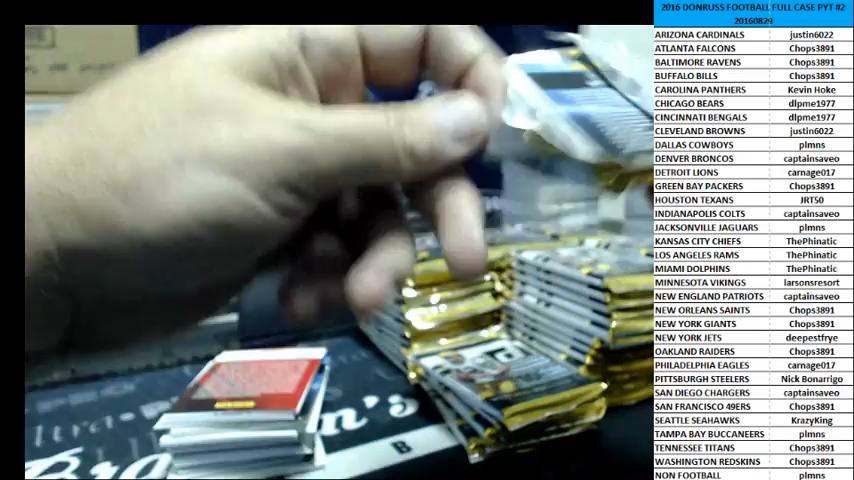 2016 DONRUSS FOOTBALL FULL CASE PYT #2
20160829
ARIZONA CARDINALS justin6022
ATLANTA FALCONS Chops3891
BALTIMORE RAVENS Chops3891
BUFFALO BILLS Chops3891
CAROLINA PANTHERS Kevin Hoke
CHICAGO BEARS dlpme1977
CINCINNATI BENGALS dlpme1977
CLEVELAND BROWNS justin6022
DALLAS COWBOYS plmns
DENVER BRONCOS captainsaveo
DETROIT LIONS carnage017
GREEN BAY PACKERS Chops3891
HOUSTON TEXANS JRT50
INDIANAPOLIS COLTS captainsaveo
JACKSONVILLE JAGUARS plmns
KANSAS CITY CHIEFS ThePhinatic
LOS ANGELES RAMS ThePhinatic
MIAMI DOLPHINS ThePhinatic
MINNESOTA VIKINGS larsonsresort
NEW ENGLAND PATRIOTS captainsaveo
NEW ORLEANS SAINTS Chops3891
NEW YORK GIANTS Chops3891
NEW YORK JETS deepestfrye
OAKLAND RAIDERS Chops3891
PHILADELPHIA EAGLES carnage017
PITTSBURGH STEELERS Nick Bonarrigo
SAN DIEGO CHARGERS captainsaveo
SAN FRANCISCO 49ERS Chops3891
SEATTLE SEAHAWKS KrazyKing
TAMPA BAY BUCCANEERS plmns
TENNESSEE TITANS Chops3891
WASHINGTON REDSKINS Chops3891
NON FOOTBALL plmns
B